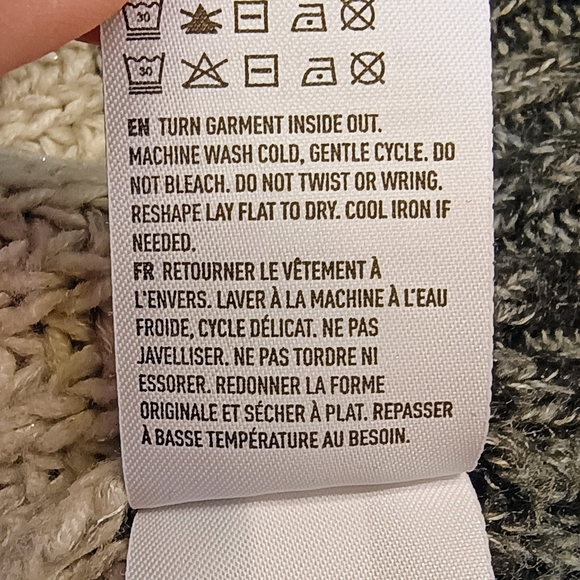 30
30
EN TURN GARMENT INSIDE OUT.
MACHINE WASH COLD, GENTLE CYCLE. DO
NOT BLEACH. DO NOT TWIST OR WRING.
RESHAPE LAY FLAT TO DRY. COOL IRON IF
NEEDED.
FR RETOURNER LE VÊTEMENT À
L'ENVERS. LAVER À LA MACHINE À L'EAU
FROIDE, CYCLE DÉLICAT. NE PAS
JAVELLISER. NE PAS TORDRE NI
ESSORER. REDONNER LA FORME
ORIGINALE ET SÉCHER À PLAT. REPASSER
À BASSE TEMPÉRATURE AU BESOIN.